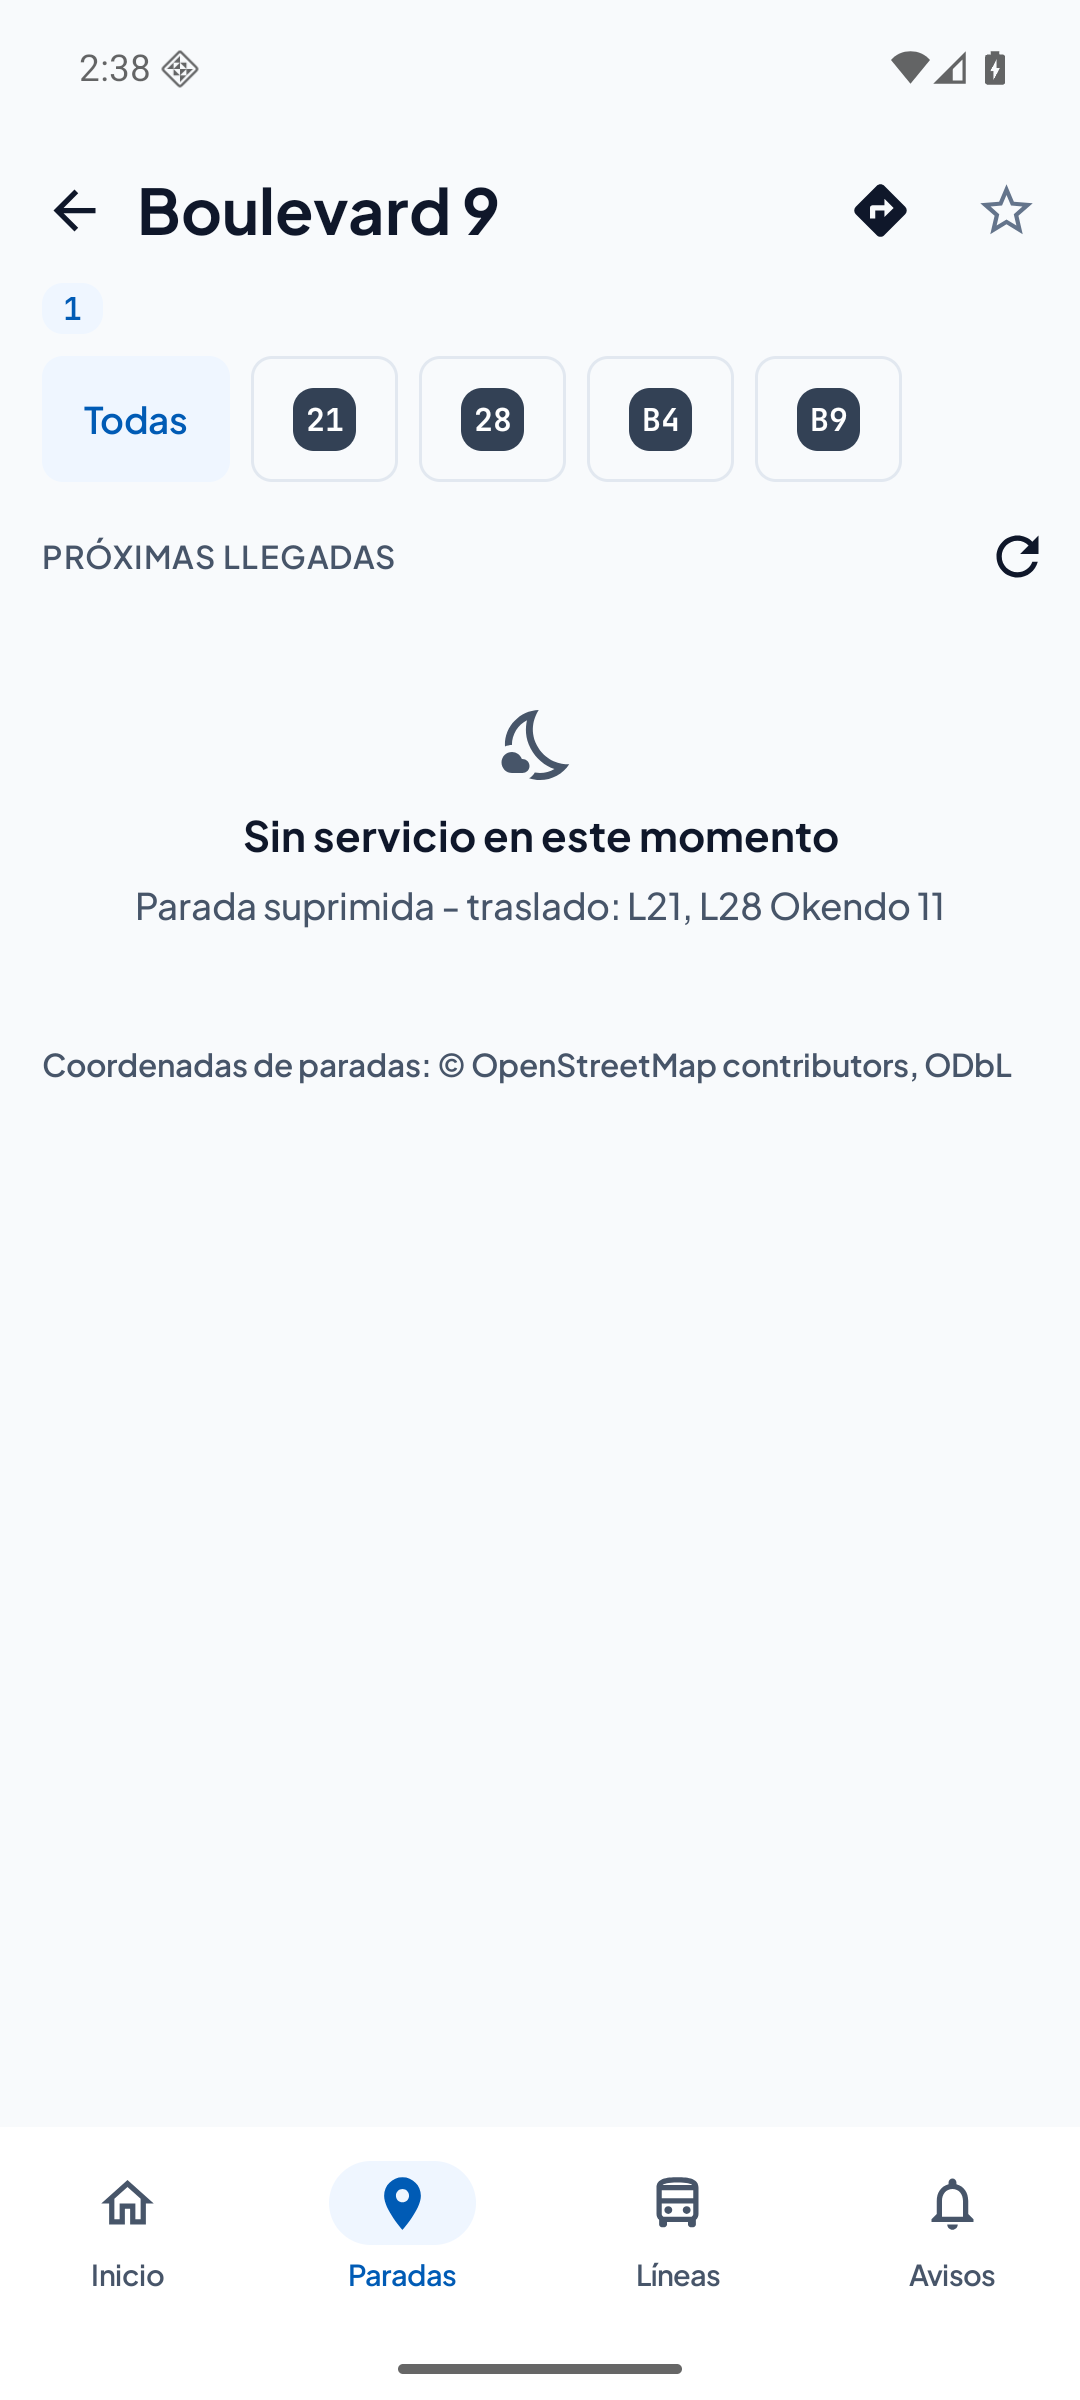 2:38
Boulevard 9
1
Todas
21
28
B4
B9
PRÓXIMAS LLEGADAS
Sin servicio en este momento
Parada suprimida - traslado: L21, L28 Okendo 11
Coordenadas de paradas: © OpenStreetMap contributors, ODbL
Inicio
Paradas
Líneas
Avisos